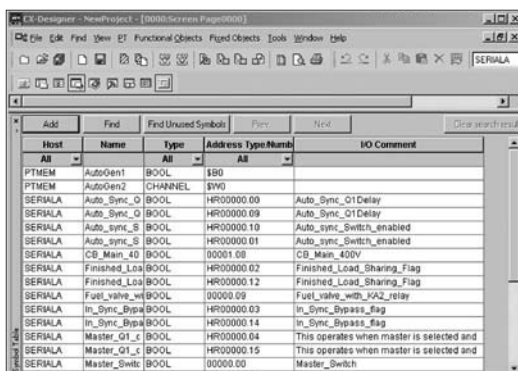 CX-Designer - NewProject - [0000:Screen Page0000]
File Edit Find View PT Functional Objects Fixed Objects Tools Window Help
SERIALA
Add Find Find Unused Symbols Prev Next Clear search resul
Host Name Type Address Type/Numb I/O Comment
All All All
PTMEM AutoGen1 BOOL $B0
PTMEM AutoGen2 CHANNEL $W0
SERIALA Auto_Sync_Q BOOL HR00000.00 Auto_Sync_Q1Delay
SERIALA Auto_Sync_Q BOOL HR00000.09 Auto_Sync_Q1Delay
SERIALA Auto_sync_S BOOL HR00000.10 Auto_sync_Switch_enabled
SERIALA Auto_sync_S BOOL HR00000.01 Auto_sync_Switch_enabled
SERIALA CB_Main_40 BOOL 00001.08 CB_Main_400V
SERIALA Finished_Loa BOOL HR00000.02 Finished_Load_Sharing_Flag
SERIALA Finished_Loa BOOL HR00000.12 Finished_Load_Sharing_Flag
SERIALA Fuel_valve_wi BOOL 00000.09 Fuel_valve_with_KA2_relay
SERIALA In_Sync_Bypa BOOL HR00000.03 In_Sync_Bypass_flag
SERIALA In_Sync_Bypa BOOL HR00000.14 In_Sync_Bypass_flag
SERIALA Master_Q1_c BOOL HR00000.04 This operates when master is selected and
SERIALA Master_Q1_c BOOL HR00000.15 This operates when master is selected and
SERIALA Master_Switc BOOL 00000.00 Master_Switch
Symbol Table